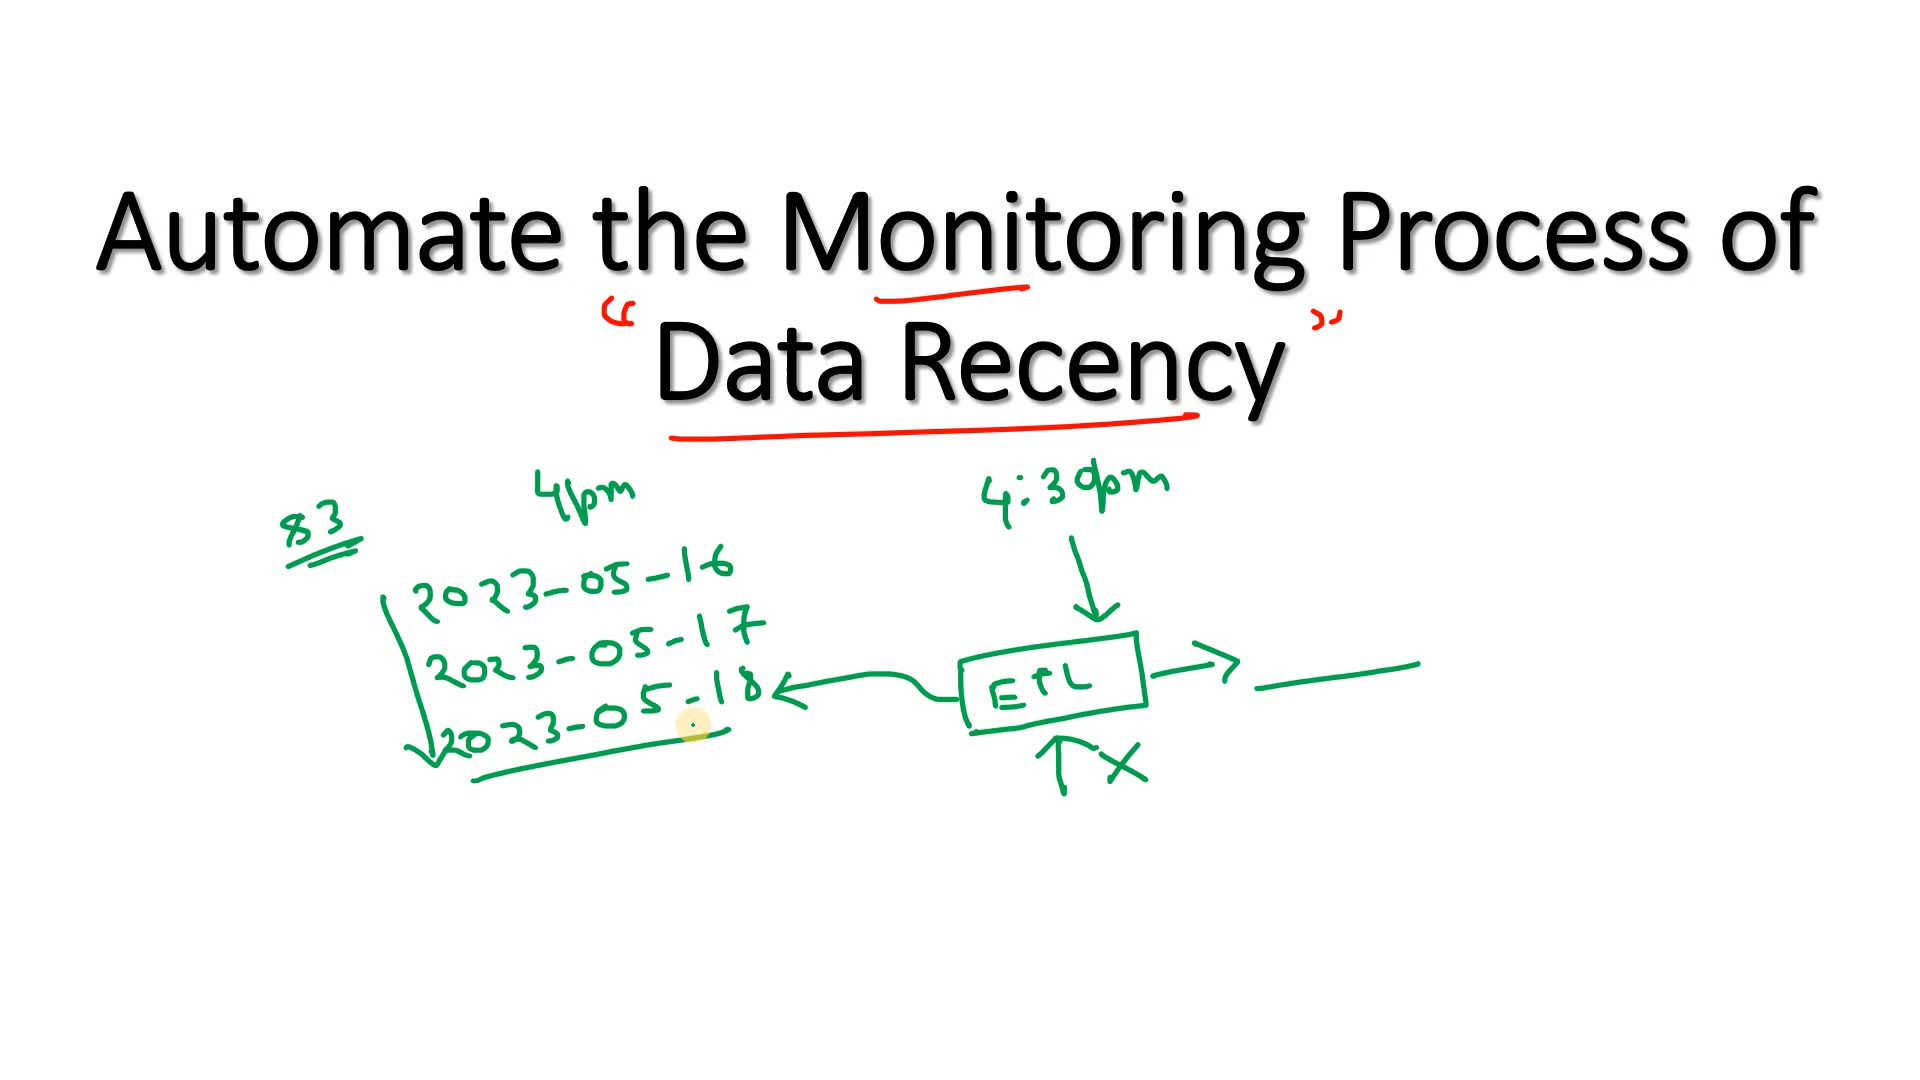 Automate the Monitoring Process of
“Data Recency”
4pm
4:30pm
83
2023-05-16
2023-05-17
2023-05-18
ETL
X